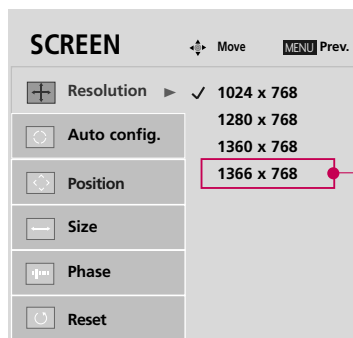 SCREEN Move MENU Prev.
Resolution ✓ 1024 x 768
1280 x 768
Auto config.
1360 x 768
1366 x 768
Position
Size
Phase
Reset